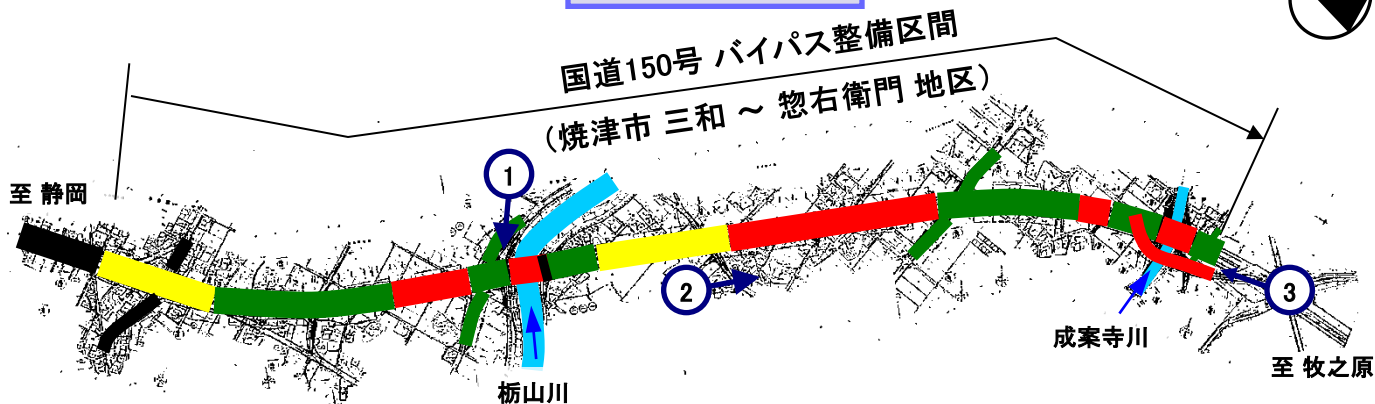 国道150号 バイパス整備区間
（焼津市 三和 ～ 惣右衛門 地区）
至 静岡
1
2
3
栃山川
成案寺川
至 牧之原